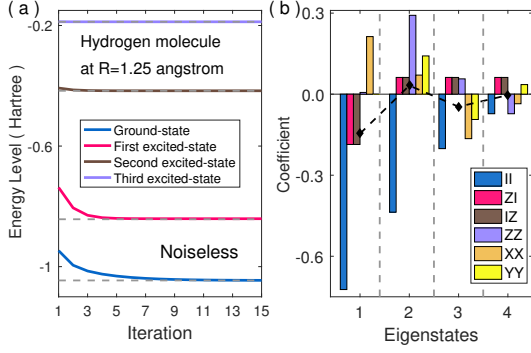 ( a )
Energy Level ( Hartree )
-0.2
-0.6
-1
Hydrogen molecule
at R=1.25 angstrom
Ground-state
First excited-state
Second excited-state
Third excited-state
Noiseless
1 3 5 7 9 11 13 15
Iteration
( b )
Coefficient
0.3
0.0
-0.3
-0.6
II
ZI
IZ
ZZ
XX
YY
1 2 3 4
Eigenstates